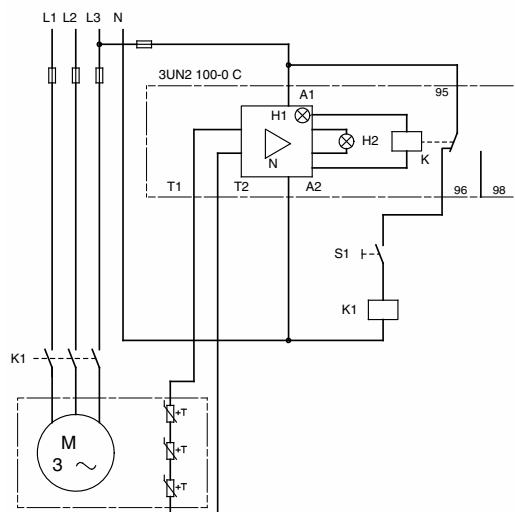 L1 L2 L3 N
3UN2 100-0 C
95
A1
H1
H2
K
N
T1 T2 A2 96 98
S1
K1
K1
+T
M
3 ~
+T
+T